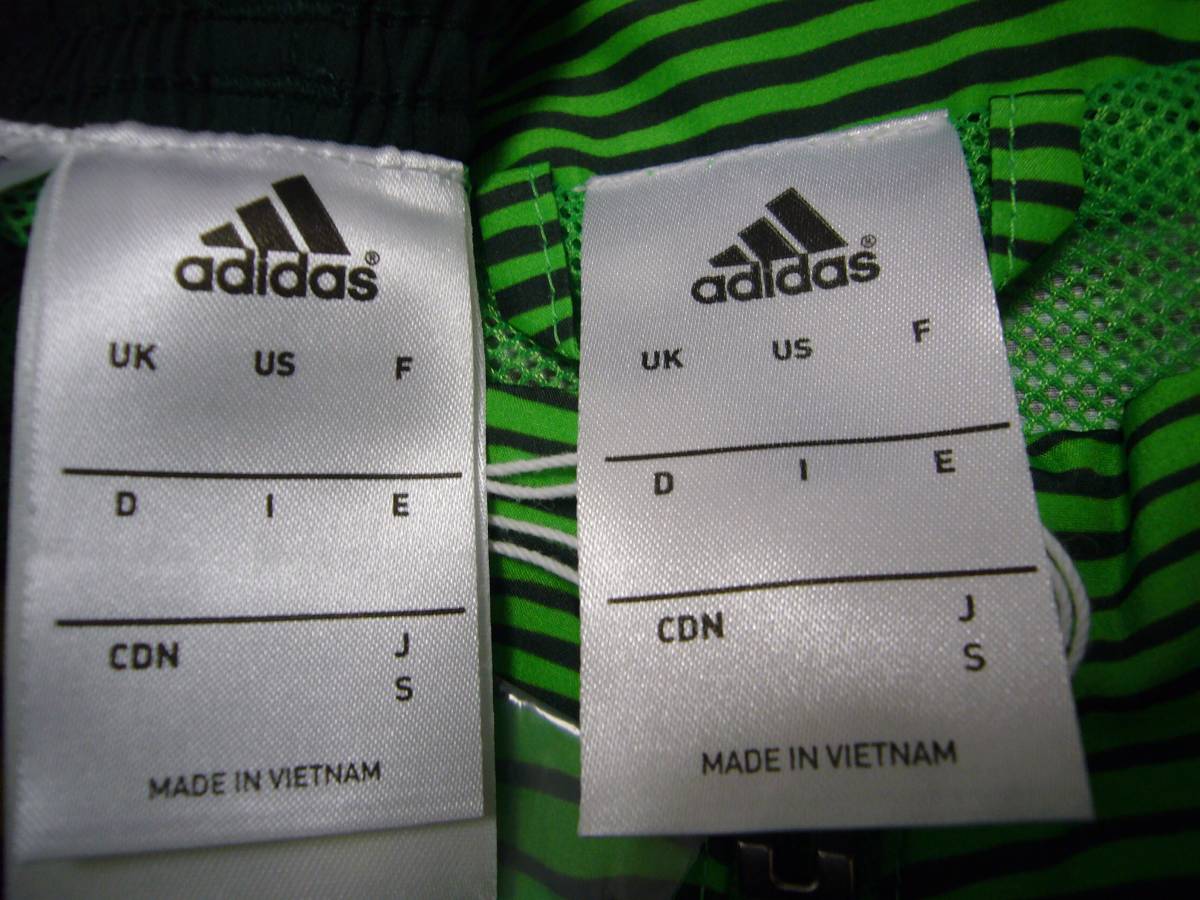 adidas®
UK US F
D I E
CDN J
S
MADE IN VIETNAM
adidas®
UK US F
D I E
CDN J
S
MADE IN VIETNAM